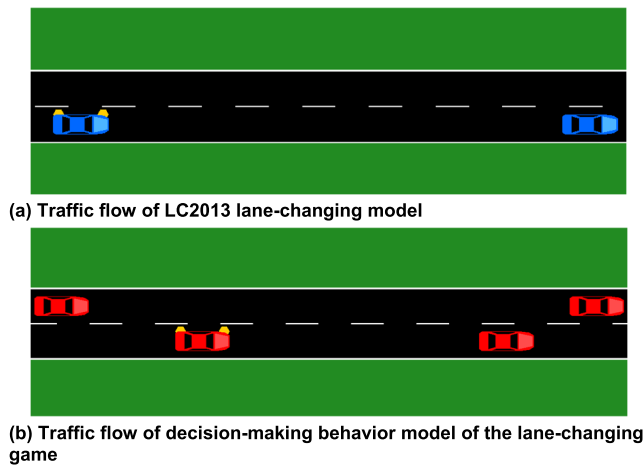 (a) Traffic flow of LC2013 lane-changing model
(b) Traffic flow of decision-making behavior model of the lane-changing
game